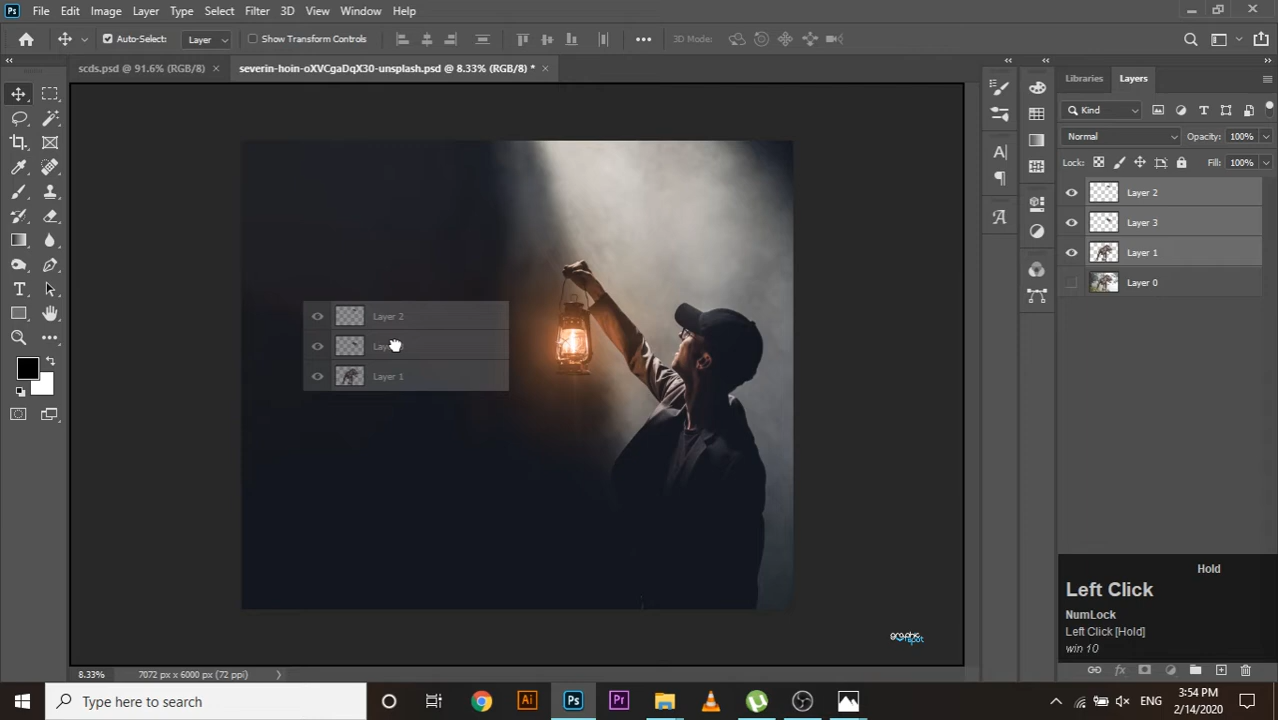 Ps File Edit Image Layer Type Select Filter 3D View Window Help
Auto-Select: Layer Show Transform Controls 3D Mode:
scds.psd @ 91.6% (RGB/8) × severin-hoin-oXVCgaDqX30-unsplash.psd @ 8.33% (RGB/8) * ×
Libraries Layers
Kind
Normal Opacity: 100%
Lock: Fill: 100%
Layer 2
Layer 3
Layer 1
Layer 0
Layer 2
Layer 1
Hold
Left Click
NumLock
Left Click [Hold]
win 10
8.33% 7072 px x 6000 px (72 ppi)
Type here to search
Ai Ps Pr
ENG
3:54 PM
2/14/2020